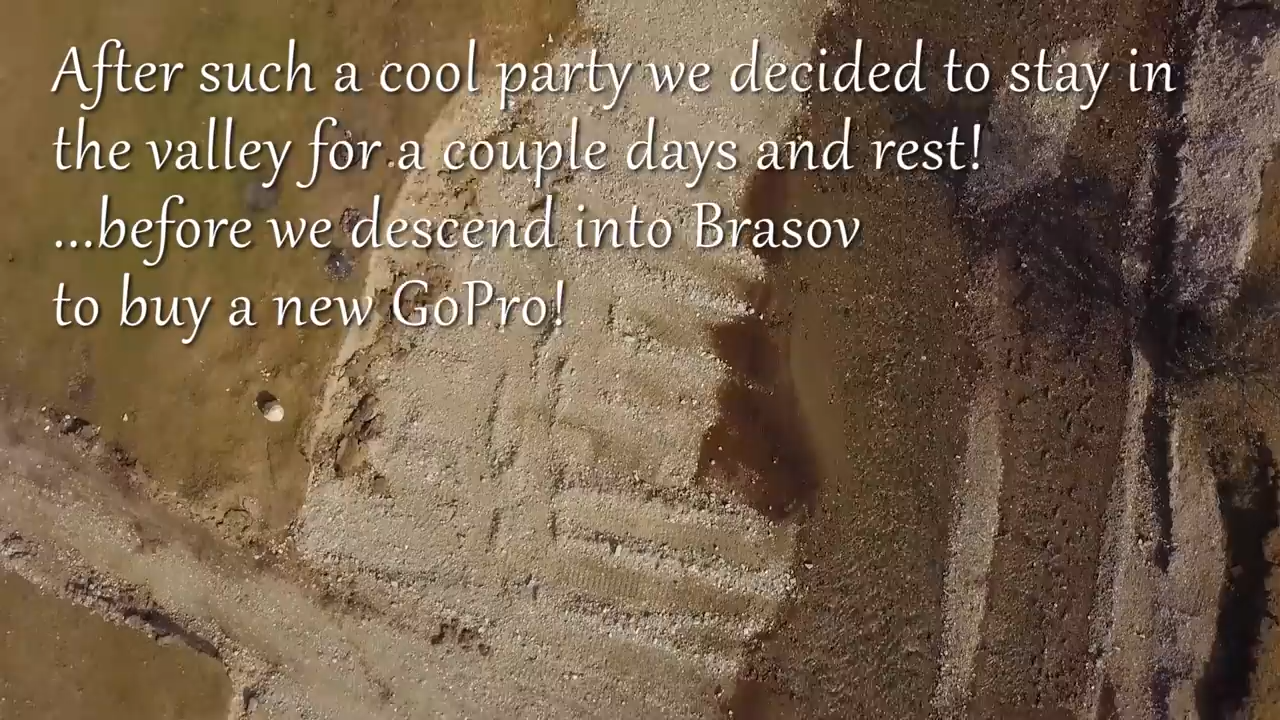 After such a cool party we decided to stay in
the valley for a couple days and rest!
...before we descend into Brasov
to buy a new GoPro!